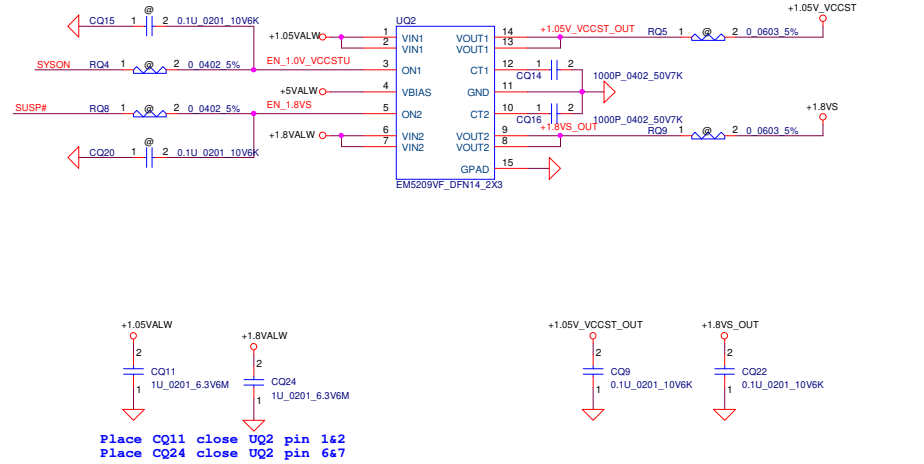 +1.05V_VCCST
CQ15 1 @ 2 0.1U_0201_10V6K
UQ2
+1.05VALW 1 VIN1 VOUT1 14 +1.05V_VCCST_OUT RQ5 1 @ 2 0_0603_5%
2 VIN1 VOUT1 13
SYSON RQ4 1 @ 2 0_0402_5% EN_1.0V_VCCSTU 3 ON1 CT1 12 1 2
CQ14 1000P_0402_50V7K
+5VALW 4 VBIAS GND 11
SUSP# RQ8 1 @ 2 0_0402_5% EN_1.8VS 5 ON2 CT2 10 1 2
+1.8VS
CQ16 1000P_0402_50V7K
+1.8VALW 6 VIN2 VOUT2 9 +1.8VS_OUT RQ9 1 @ 2 0_0603_5%
7 VIN2 VOUT2 8
CQ20 1 @ 2 0.1U_0201_10V6K
GPAD 15
EM5209VF_DFN14_2X3
+1.05VALW
2
CQ11
1U_0201_6.3V6M
1
+1.8VALW
2
CQ24
1U_0201_6.3V6M
1
+1.05V_VCCST_OUT
2
CQ9
0.1U_0201_10V6K
1
+1.8VS_OUT
2
CQ22
0.1U_0201_10V6K
1
Place CQ11 close UQ2 pin 1&2
Place CQ24 close UQ2 pin 6&7